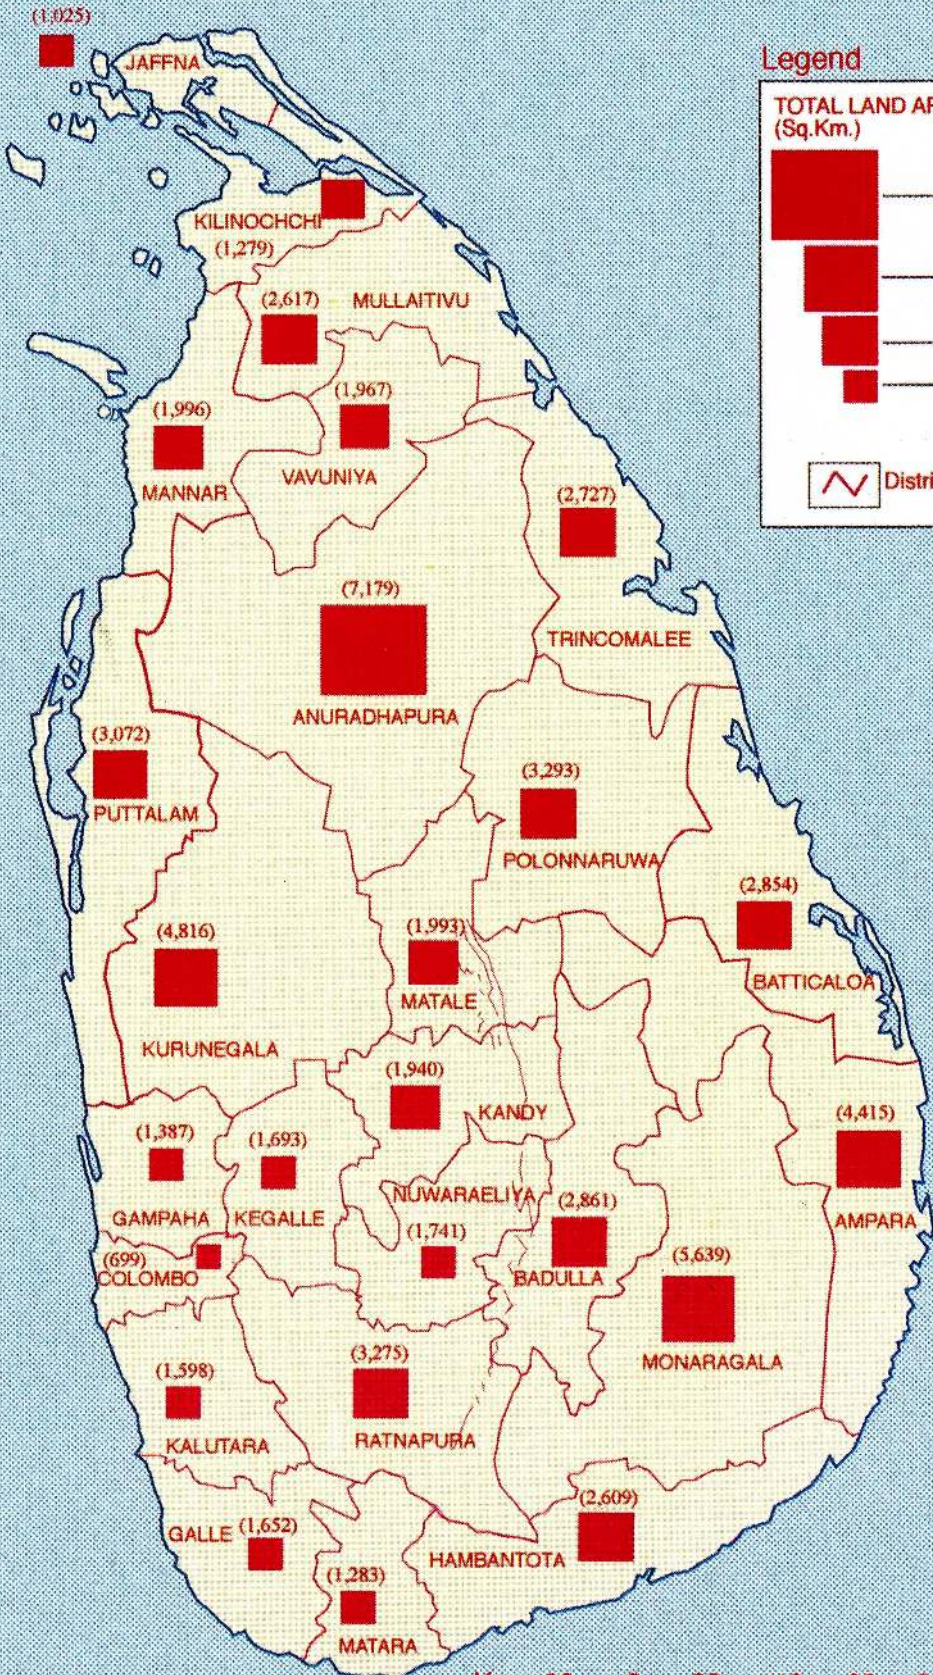 (1,025)
JAFFNA
Legend
TOTAL LAND
(Sq.Km.)
KILINOCHCHI
(1,279)
(2,617)
MULLAITIVU
(1,967)
(1,996)
VAVUNIYA
MANNAR
Distri
(2,727)
(7,179)
TRINCOMALEE
ANURADHAPURA
(3,072)
(3,293)
PUTTALAM
POLONNARUWA
(2,854)
(4,816)
(1,993)
BATTICALOA
MATALE
KURUNEGALA
(1,940)
KANDY
(4,415)
(1,387)
(1,693)
NUWARAELIYA
(2,861)
GAMPAHA
KEGALLE
AMPARA
(1,741)
(5,639)
(699)
COLOMBO
BADULLA
(3,275)
MONARAGALA
(1,598)
KALUTARA
RATNAPURA
(2,609)
GALLE
(1,652)
HAMBANTOTA
(1,283)
MATARA